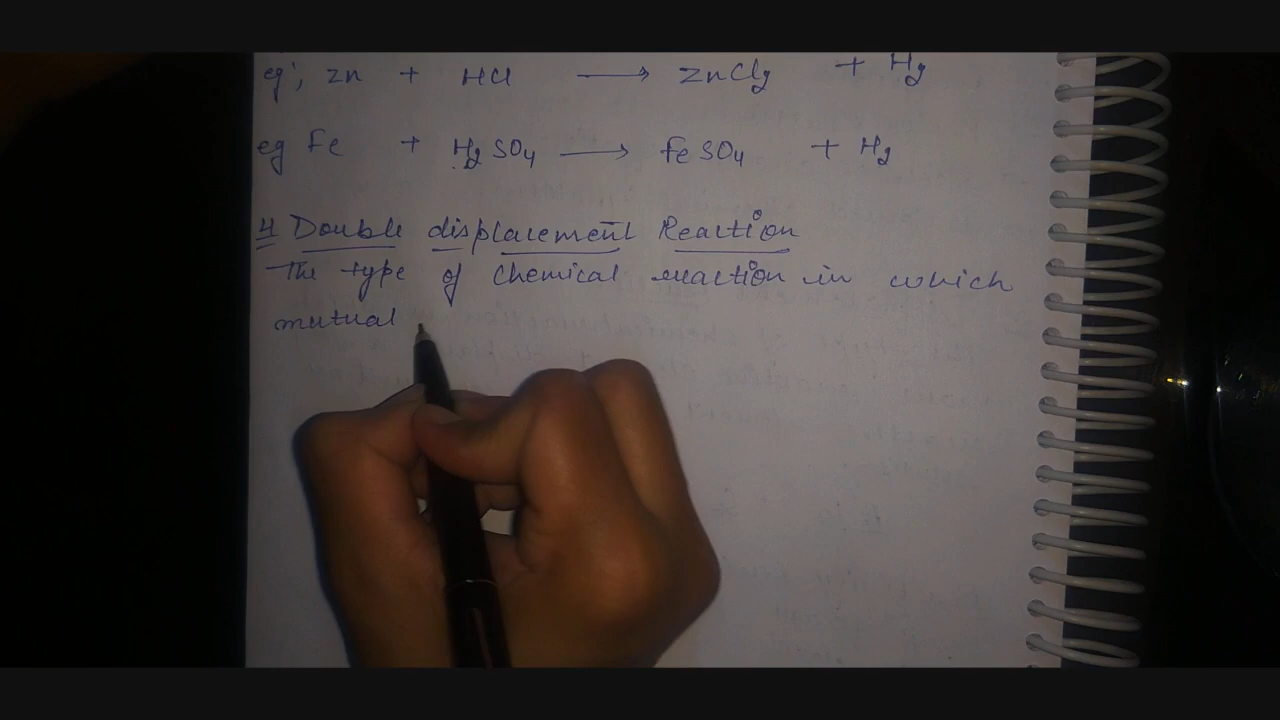 eg', Zn + HCl ⟶ ZnCl2 + H2
eg Fe + H2SO4 ⟶ FeSO4 + H2
4 Double displacement Reaction
The type of chemical reaction in which
mutual